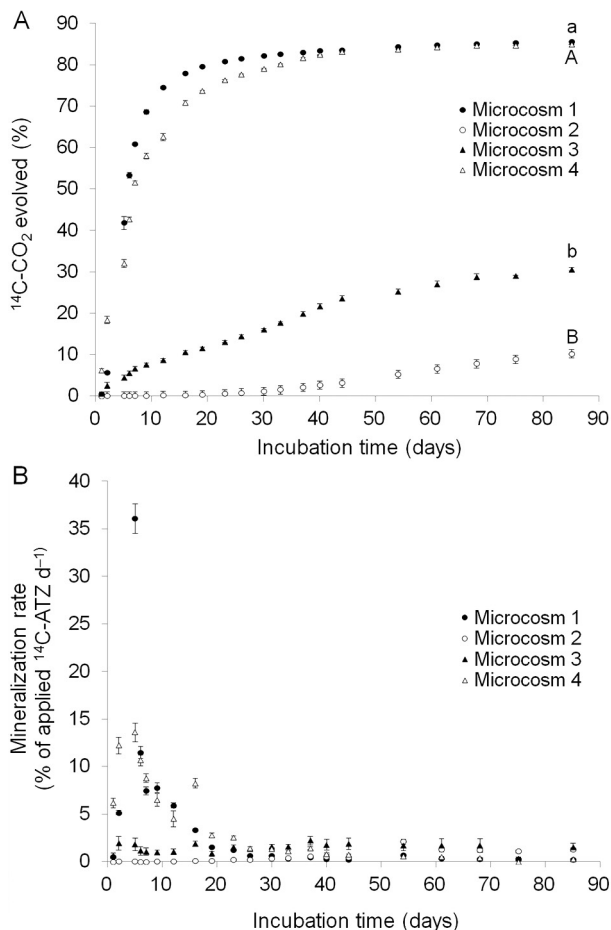 A
a
A
b
B
¹⁴C-CO₂ evolved (%)
100
90
80
70
60
50
40
30
20
10
0
Microcosm 1
Microcosm 2
Microcosm 3
Microcosm 4
0 10 20 30 40 50 60 70 80 90
Incubation time (days)
B
Mineralization rate
(% of applied ¹⁴C-ATZ d⁻¹)
40
35
30
25
20
15
10
5
0
Microcosm 1
Microcosm 2
Microcosm 3
Microcosm 4
0 10 20 30 40 50 60 70 80 90
Incubation time (days)